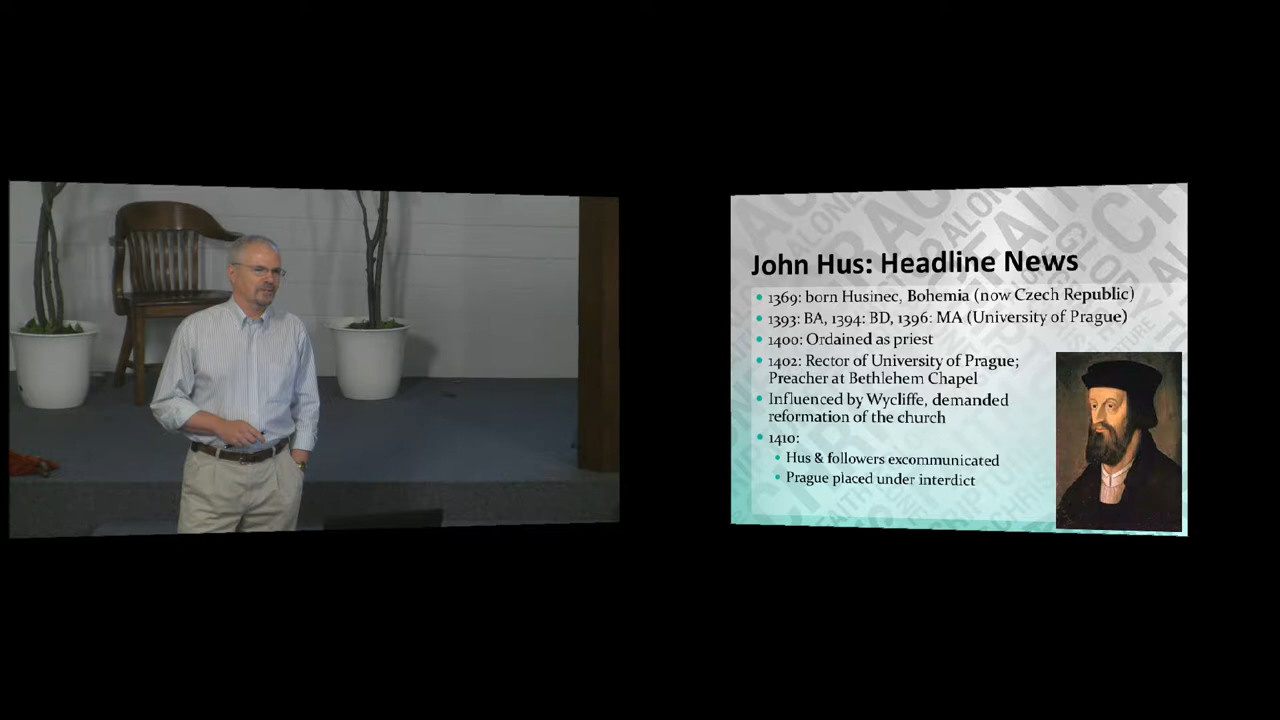 John Hus: Headline News
• 1369: born Husinec, Bohemia (now Czech Republic)
• 1393: BA, 1394: BD, 1396: MA (University of Prague)
• 1400: Ordained as priest
• 1402: Rector of University of Prague;
Preacher at Bethlehem Chapel
• Influenced by Wycliffe, demanded
reformation of the church
• 1410:
• Hus & followers excommunicated
• Prague placed under interdict